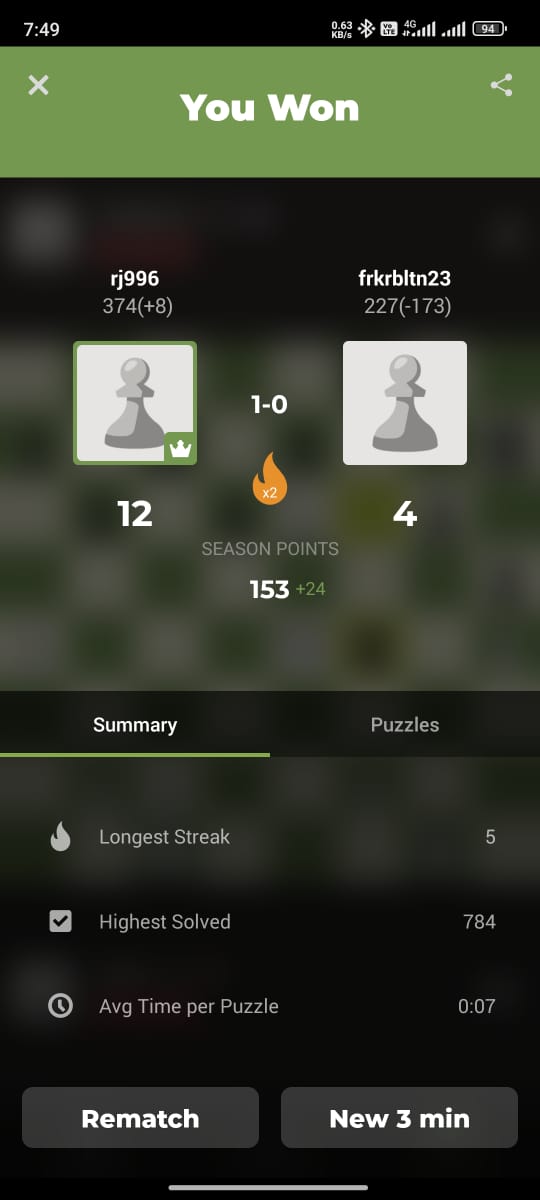 7:49
0.63
KB/s
Vo
LTE
4G
94
You Won
rj996
frkrbltn23
374(+8)
227(-173)
1-0
x2
12
4
SEASON POINTS
153 +24
Summary
Puzzles
Longest Streak
5
Highest Solved
784
Avg Time per Puzzle
0:07
Rematch
New 3 min